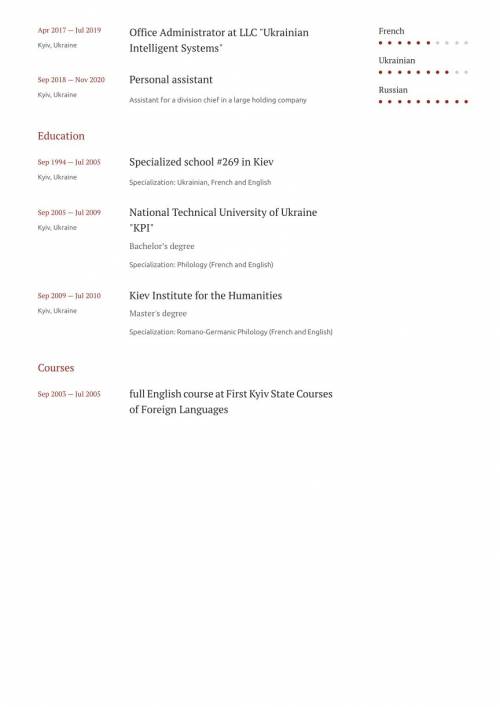 Apr 2017 — Jul 2019
Kyiv, Ukraine
Office Administrator at LLC "Ukrainian
Intelligent Systems"
Sep 2018 — Nov 2020
Kyiv, Ukraine
Personal assistant
Assistant for a division chief in a large holding company
Education
Sep 1994 — Jul 2005
Kyiv, Ukraine
Specialized school #269 in Kiev
Specialization: Ukrainian, French and English
Sep 2005 — Jul 2009
Kyiv, Ukraine
National Technical University of Ukraine
"KPI"
Bachelor's degree
Specialization: Philology (French and English)
Sep 2009 — Jul 2010
Kyiv, Ukraine
Kiev Institute for the Humanities
Master's degree
Specialization: Romano-Germanic Philology (French and English)
Courses
Sep 2003 — Jul 2005
full English course at First Kyiv State Courses
of Foreign Languages
French
Ukrainian
Russian